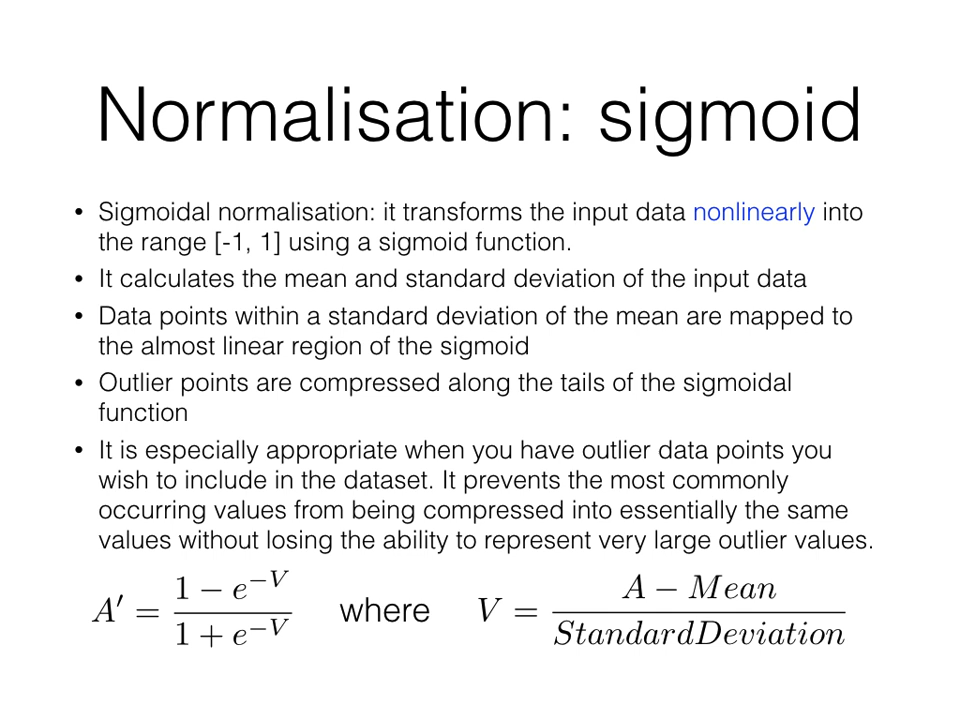 Normalisation: sigmoid
• Sigmoidal normalisation: it transforms the input data nonlinearly into
the range [-1, 1] using a sigmoid function.
• It calculates the mean and standard deviation of the input data
• Data points within a standard deviation of the mean are mapped to
the almost linear region of the sigmoid
• Outlier points are compressed along the tails of the sigmoidal
function
• It is especially appropriate when you have outlier data points you
wish to include in the dataset. It prevents the most commonly
occurring values from being compressed into essentially the same
values without losing the ability to represent very large outlier values.
A′ = (1 − e^{−V}) / (1 + e^{−V}) where V = (A − Mean) / StandardDeviation